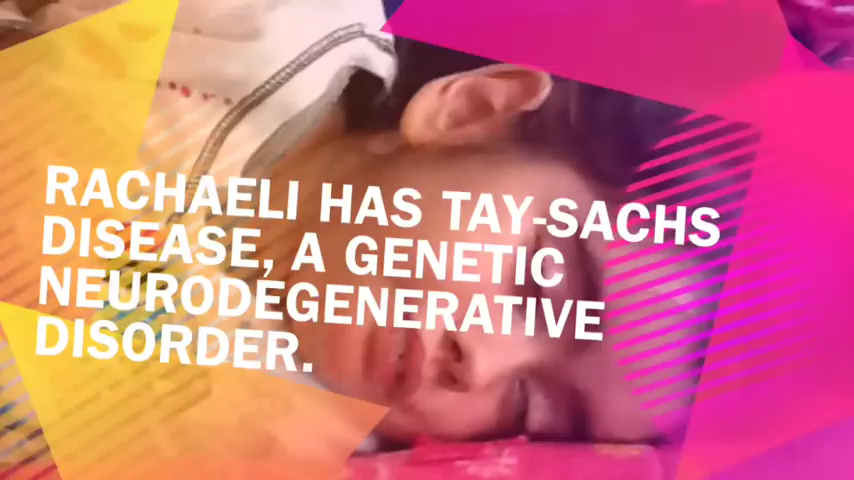 RACHAELI HAS TAY-SACHS
DISEASE, A GENETIC
NEURODEGENERATIVE
DISORDER.